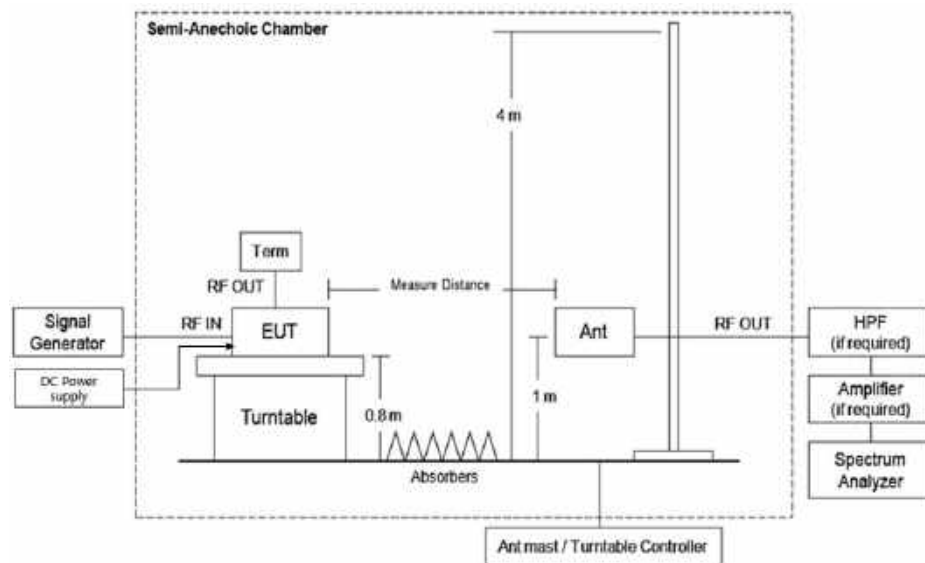 Semi-Anechoic Chamber
4 m
Term
RF OUT
Measure Distance
Signal
Generator
RF IN
EUT
Ant
RF OUT
HPF
(if required)
DC Power
supply
Turntable
0.8 m
1 m
Amplifier
(if required)
Absorbers
Spectrum
Analyzer
Ant mast / Turntable Controller